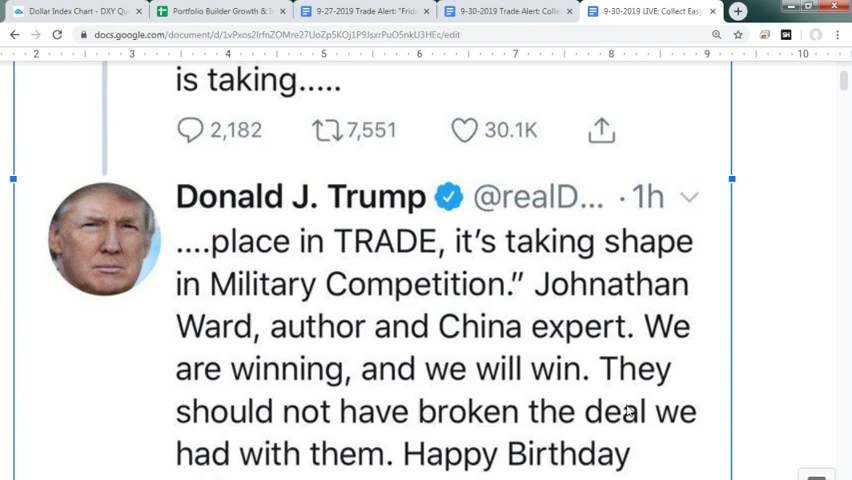 Dollar Index Chart - DXY Qu
Portfolio Builder Growth & I
9-27-2019 Trade Alert: "Frida
9-30-2019 Trade Alert: Colle
9-30-2019 LIVE: Collect Easy
docs.google.com/document/d/
/edit
2 3 4 5 6 7 8 9 10
is taking.....
2,182 7,551 30.1K
Donald J. Trump @realD... · 1h
....place in TRADE, it’s taking shape
in Military Competition.” Johnathan
Ward, author and China expert. We
are winning, and we will win. They
should not have broken the deal we
had with them. Happy Birthday